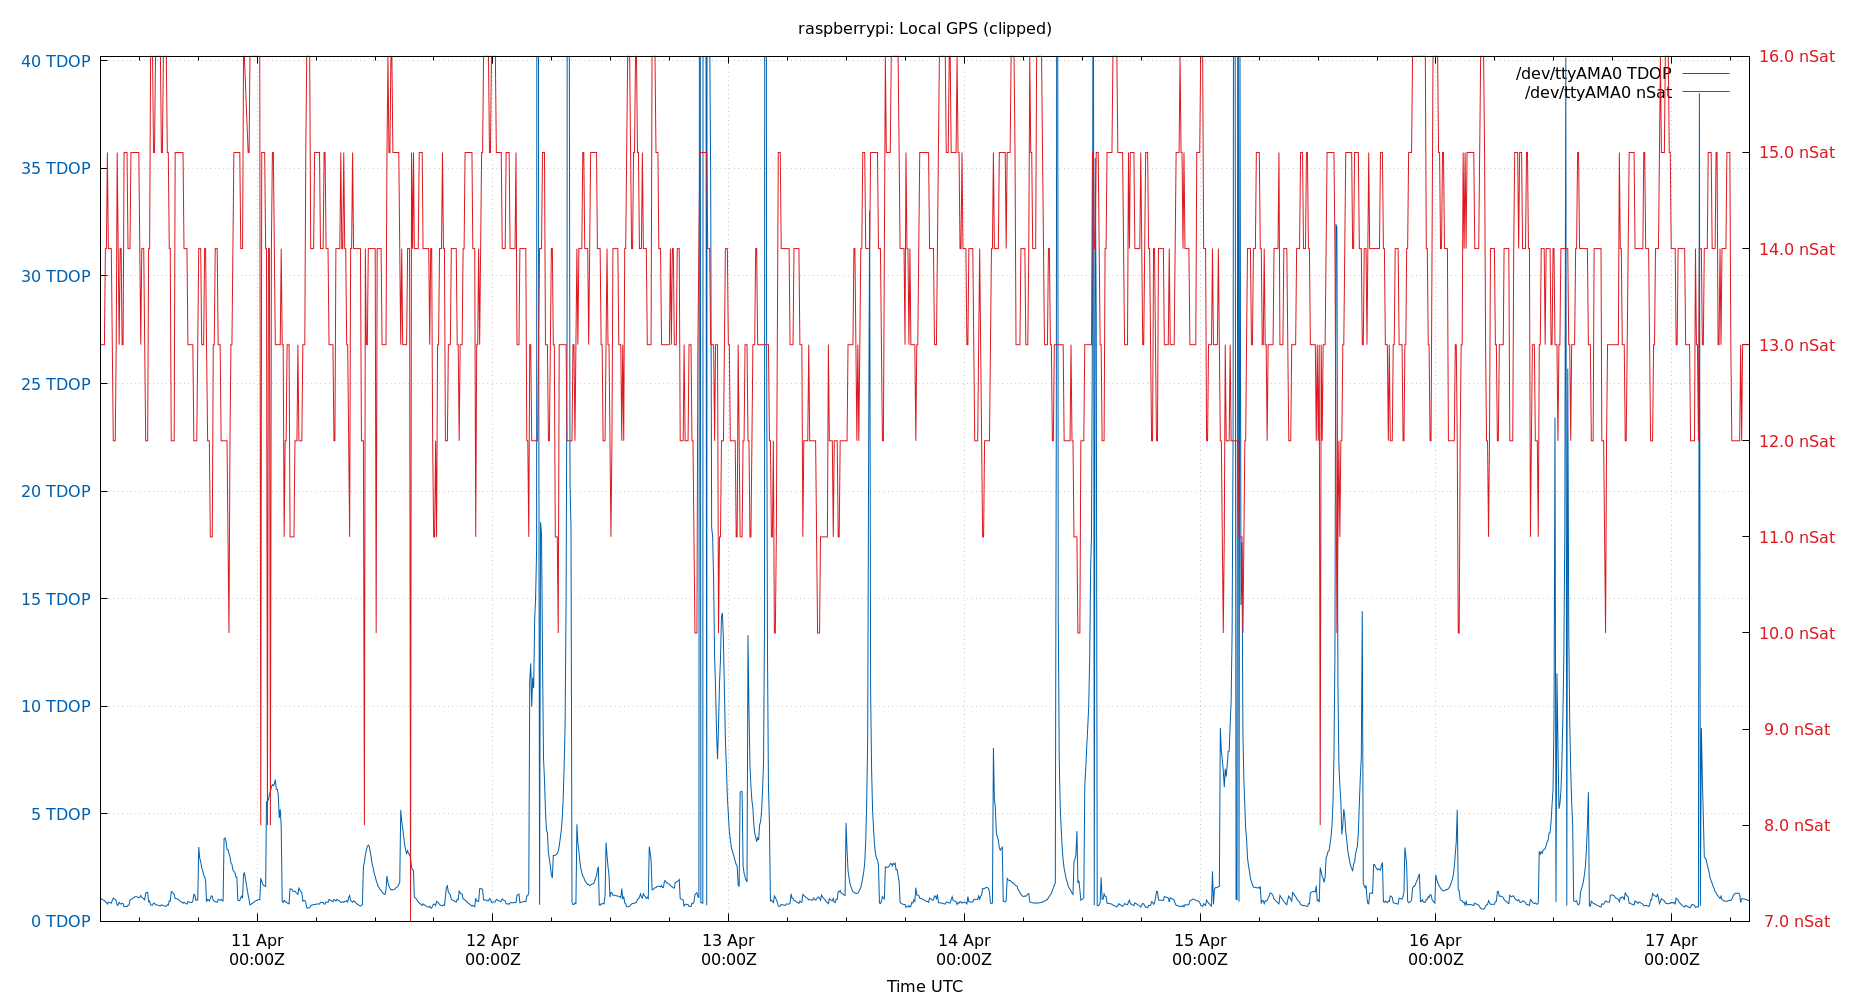 raspberrypi: Local GPS (clipped)
40 TDOP
35 TDOP
30 TDOP
25 TDOP
20 TDOP
15 TDOP
10 TDOP
5 TDOP
0 TDOP
16.0 nSat
15.0 nSat
14.0 nSat
13.0 nSat
12.0 nSat
11.0 nSat
10.0 nSat
9.0 nSat
8.0 nSat
7.0 nSat
/dev/ttyAMA0 TDOP
/dev/ttyAMA0 nSat
11 Apr
00:00Z
12 Apr
00:00Z
13 Apr
00:00Z
14 Apr
00:00Z
15 Apr
00:00Z
16 Apr
00:00Z
17 Apr
00:00Z
Time UTC